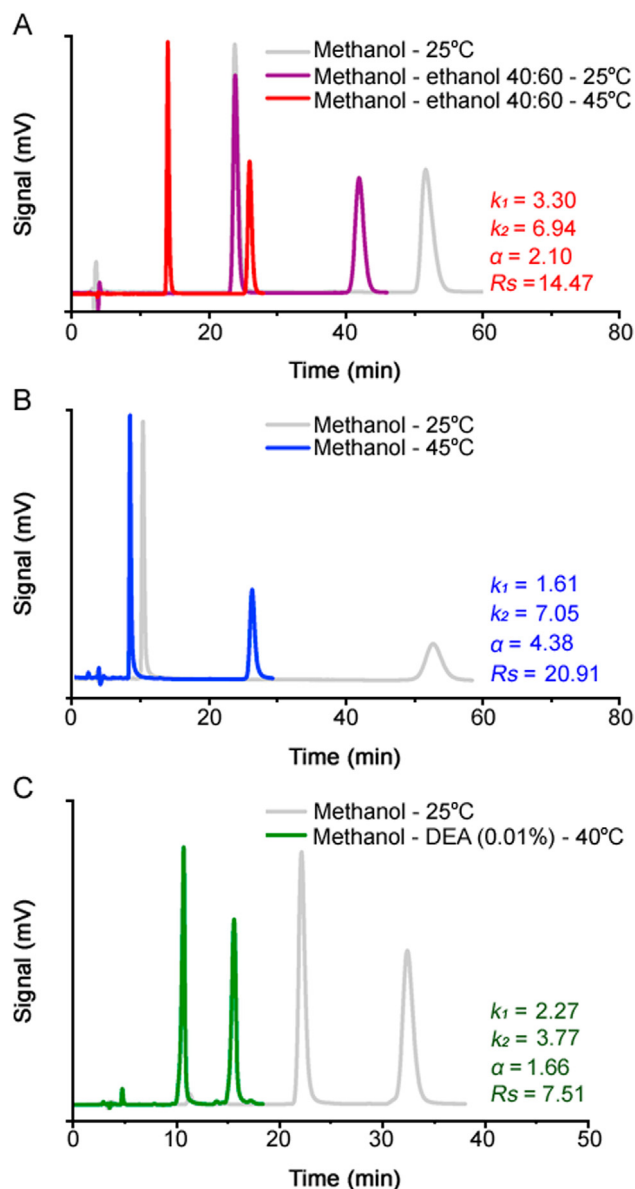 A
Methanol - 25ºC
Methanol - ethanol 40:60 - 25ºC
Methanol - ethanol 40:60 - 45ºC
Signal (mV)
k₁ = 3.30
k₂ = 6.94
α = 2.10
Rs = 14.47
0 20 40 60 80
Time (min)
B
Methanol - 25ºC
Methanol - 45ºC
Signal (mV)
k₁ = 1.61
k₂ = 7.05
α = 4.38
Rs = 20.91
0 20 40 60 80
Time (min)
C
Methanol - 25ºC
Methanol - DEA (0.01%) - 40ºC
Signal (mV)
k₁ = 2.27
k₂ = 3.77
α = 1.66
Rs = 7.51
0 10 20 30 40 50
Time (min)